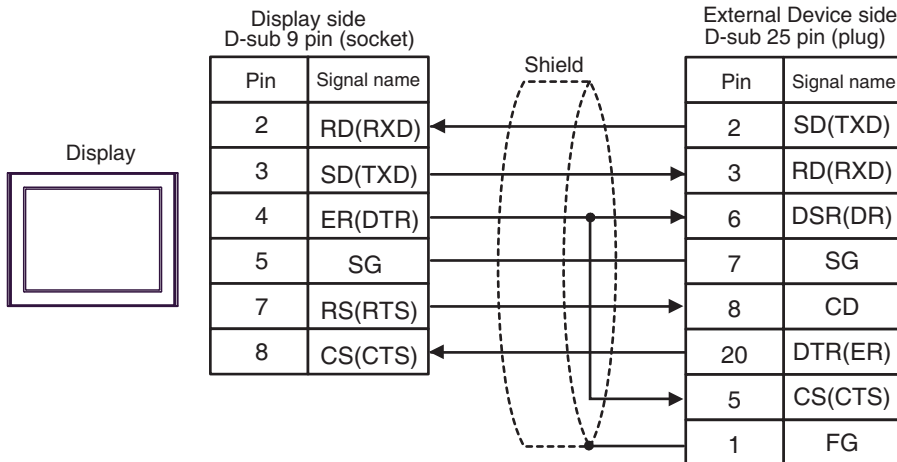 Display side
D-sub 9 pin (socket)
External Device side
D-sub 25 pin (plug)
Shield
Display
Pin Signal name
2 RD(RXD)
3 SD(TXD)
4 ER(DTR)
5 SG
7 RS(RTS)
8 CS(CTS)
Pin Signal name
2 SD(TXD)
3 RD(RXD)
6 DSR(DR)
7 SG
8 CD
20 DTR(ER)
5 CS(CTS)
1 FG